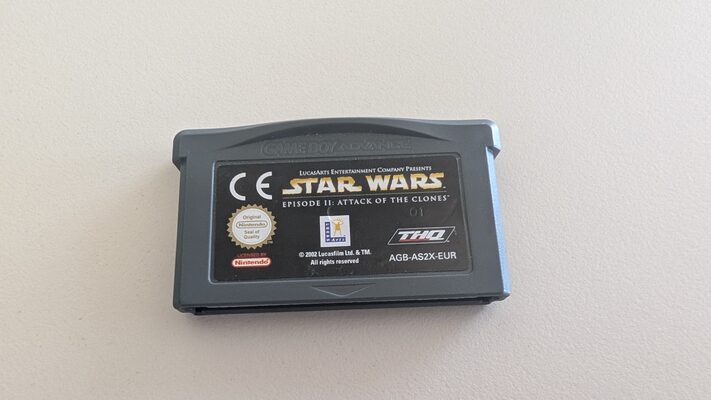 GAME BOY ADVANCE
LucasArts Entertainment Company Presents
CE
STAR WARS
EPISODE II: ATTACK OF THE CLONES
01
Original
Nintendo
Seal of
Quality
LICENSED BY
Nintendo
© 2002 Lucasfilm Ltd. & TM.
All rights reserved
THQ
AGB-AS2X-EUR